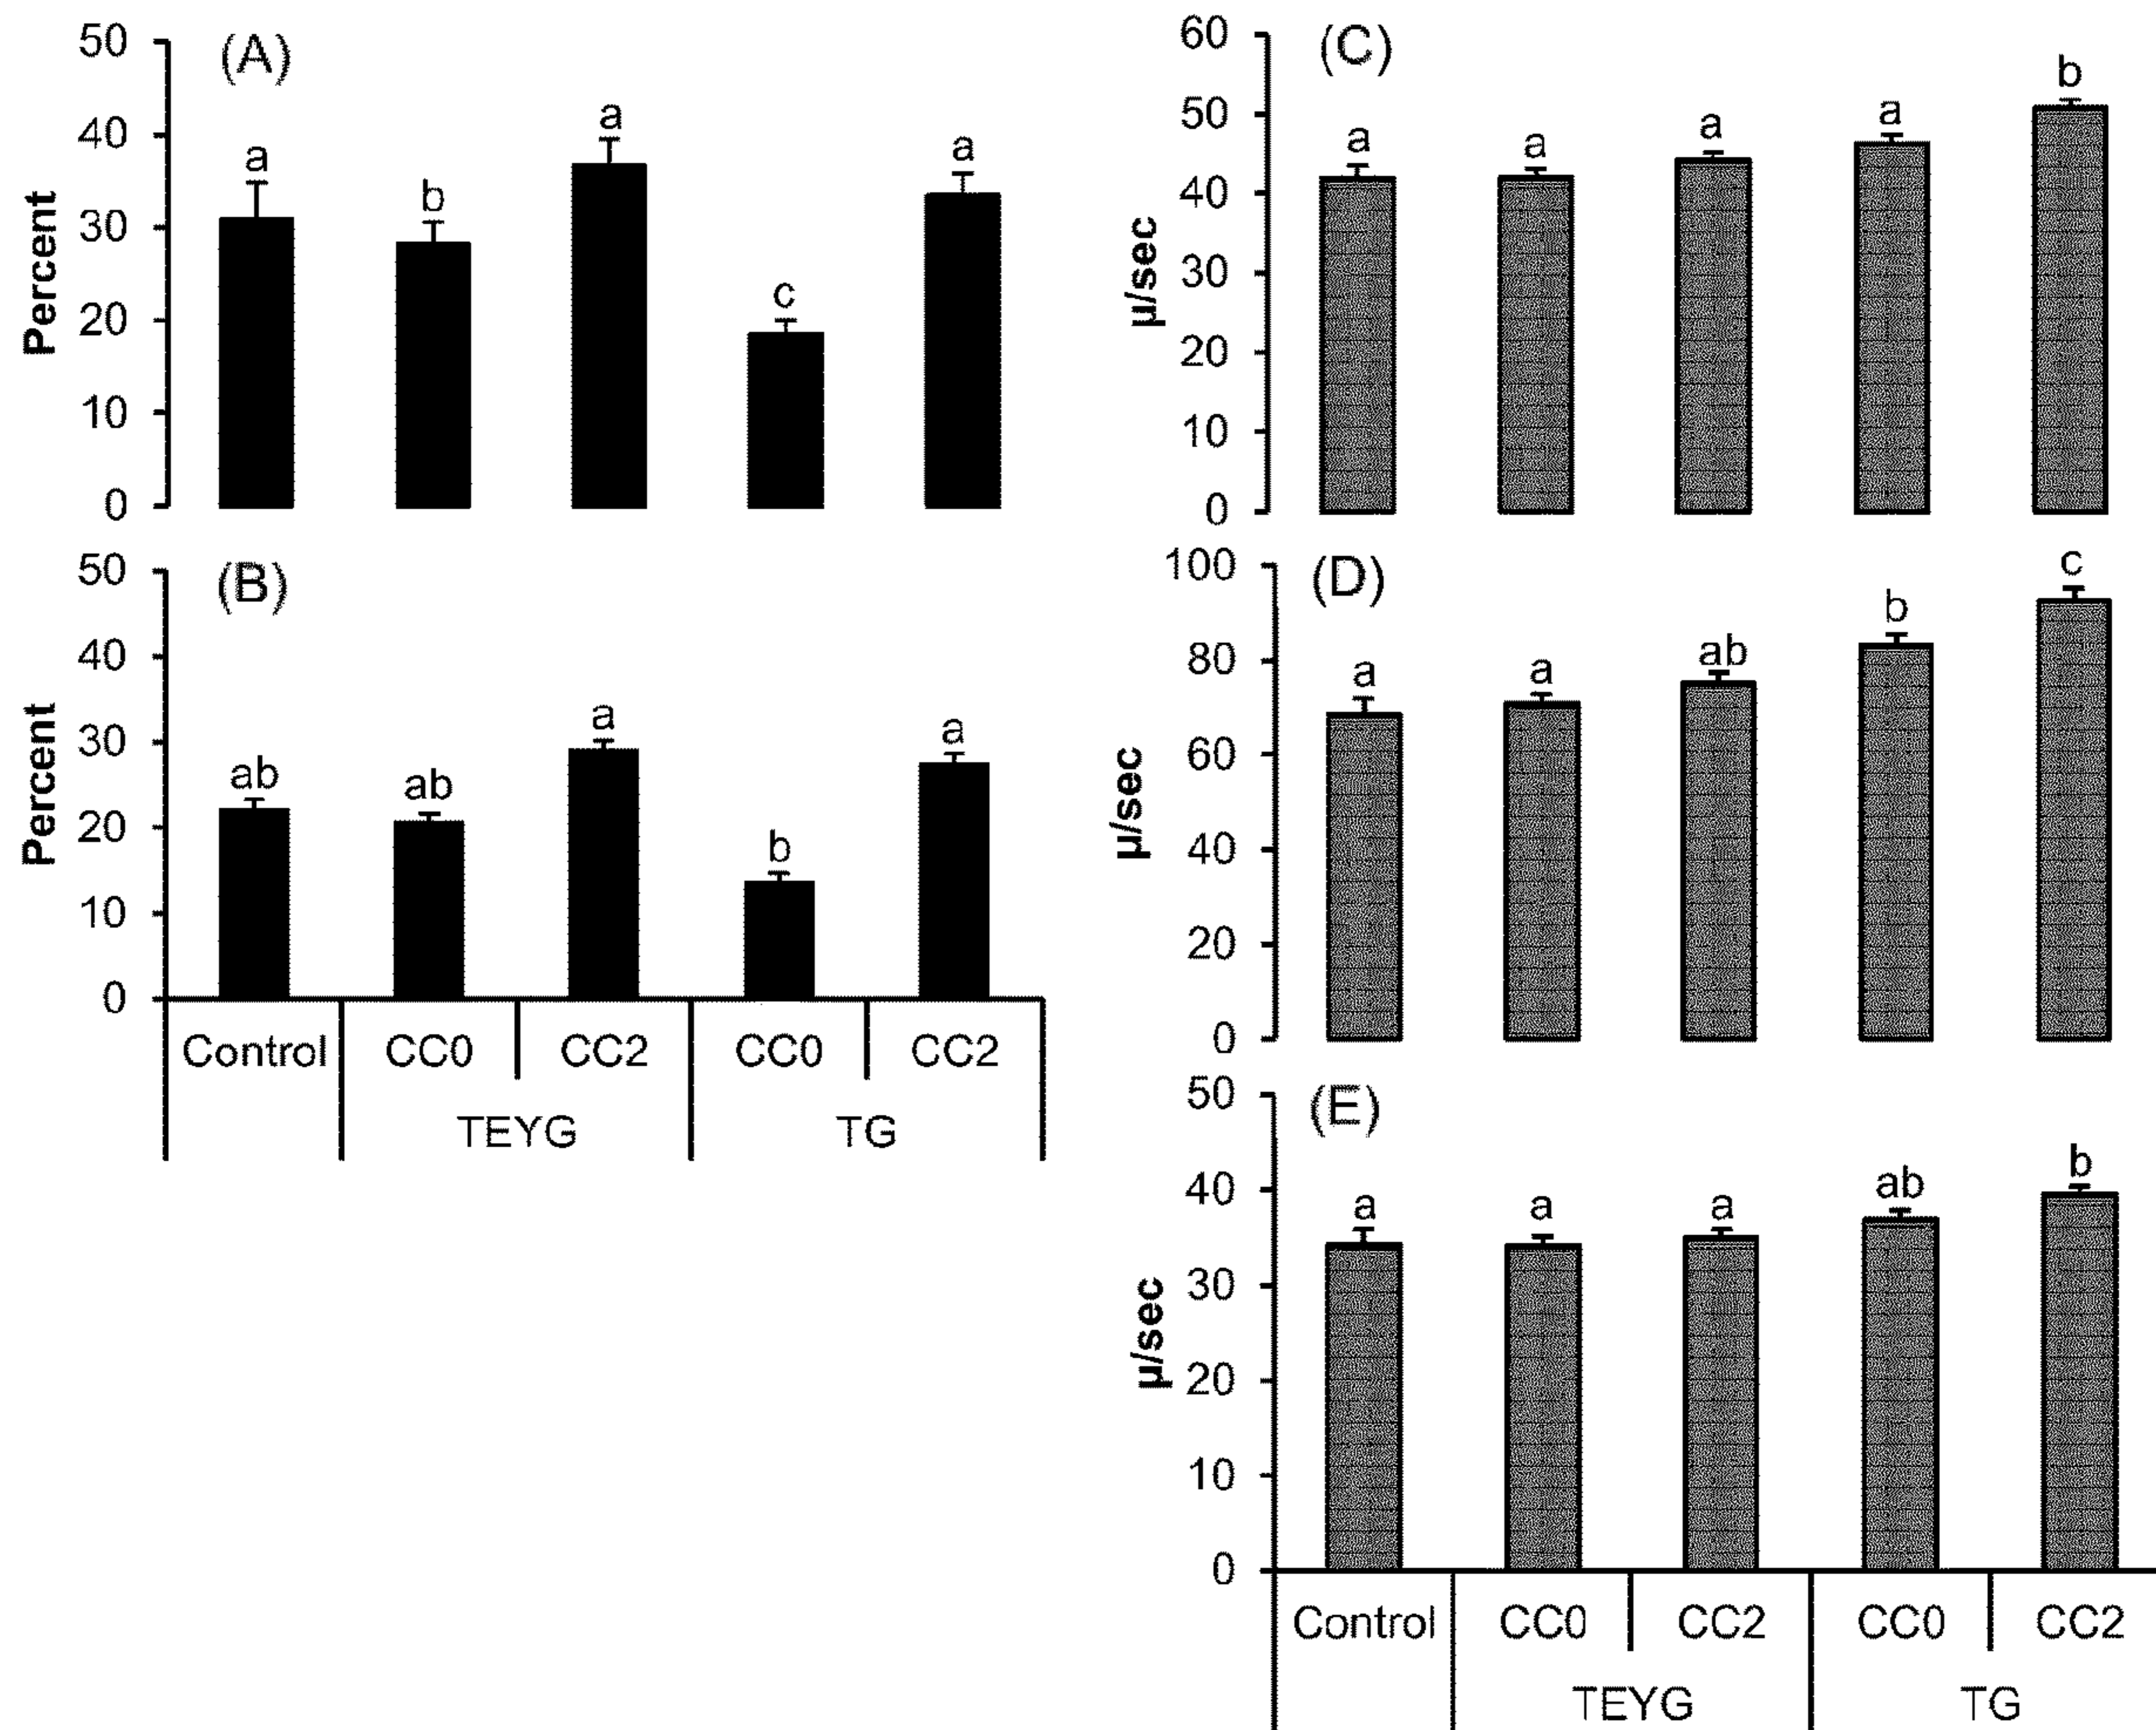 (A)
50
40
30
20
10
0
Percent
a
b
a
c
a
(B)
50
40
30
20
10
0
Percent
ab
ab
a
b
a
Control CC0 CC2 CC0 CC2
TEYG TG
(C)
60
50
40
30
20
10
0
µ/sec
a
a
a
a
b
(D)
100
80
60
40
20
0
µ/sec
a
a
ab
b
c
(E)
50
40
30
20
10
0
µ/sec
a
a
a
ab
b
Control CC0 CC2 CC0 CC2
TEYG TG